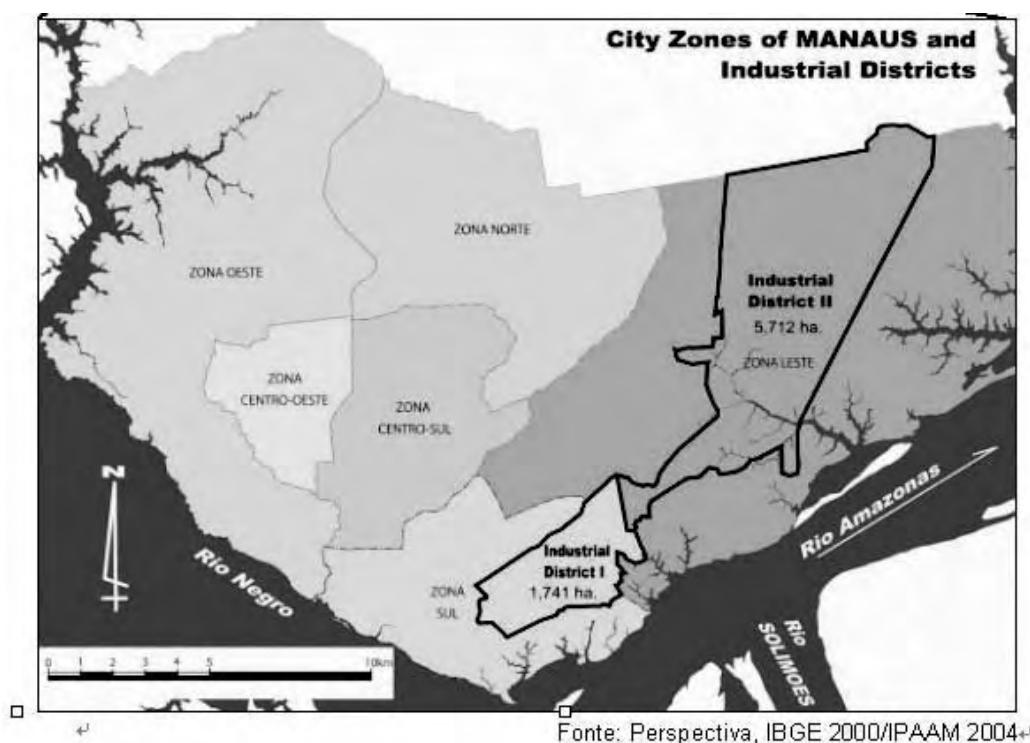 City Zones of MANAUS and
Industrial Districts
ZONA NORTE
ZONA OESTE
Industrial
District II
5,712 ha.
ZONA LESTE
ZONA
CENTRO-OESTE
ZONA
CENTRO-SUL
N
Rio Amazonas
Industrial
District I
1,741 ha.
Rio Negro
ZONA
SUL
Rio
SOLIMOES
0 1 2 3 4 5 10km
Fonte: Perspectiva, IBGE 2000/IPAAM 2004